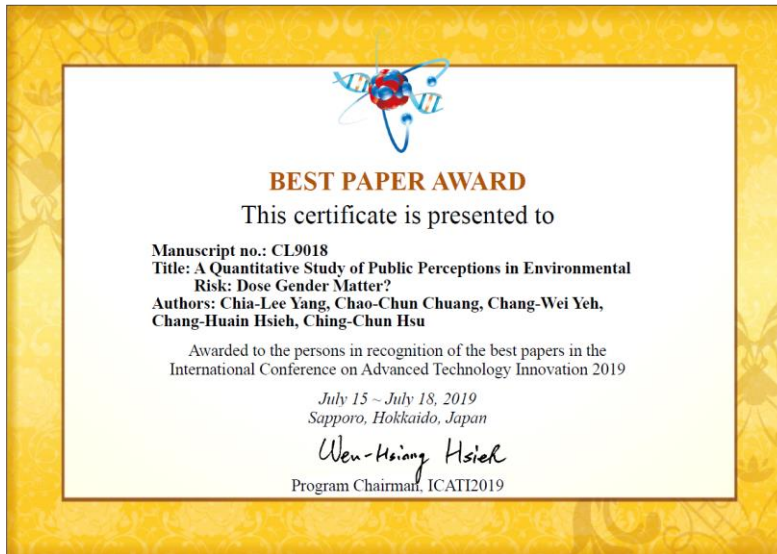 BEST PAPER AWARD
This certificate is presented to
Manuscript no.: CL9018
Title: A Quantitative Study of Public Perceptions in Environmental
Risk: Dose Gender Matter?
Authors: Chia-Lee Yang, Chao-Chun Chuang, Chang-Wei Yeh,
Chang-Huain Hsieh, Ching-Chun Hsu
Awarded to the persons in recognition of the best papers in the
International Conference on Advanced Technology Innovation 2019
July 15 ~ July 18, 2019
Sapporo, Hokkaido, Japan
Wen-Hsiang Hsieh
Program Chairman, ICATI2019